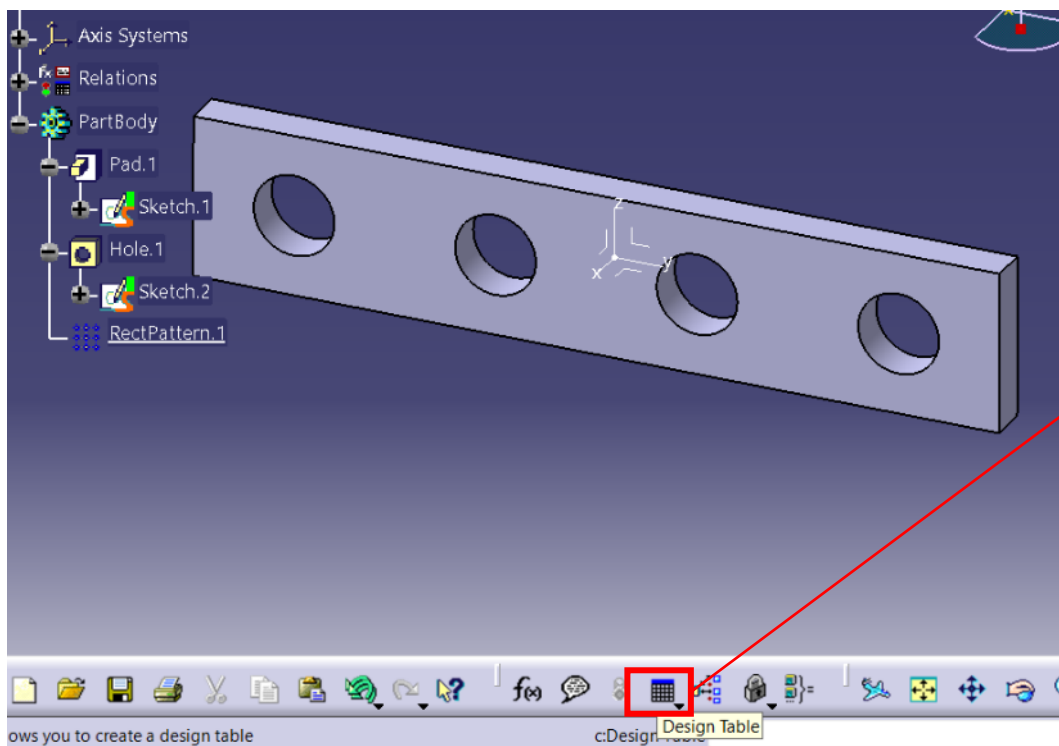 Axis Systems
Relations
PartBody
Pad.1
Sketch.1
Hole.1
Sketch.2
RectPattern.1
z
x
y
f(x)
Design Table
ows you to create a design table
c:Design Table